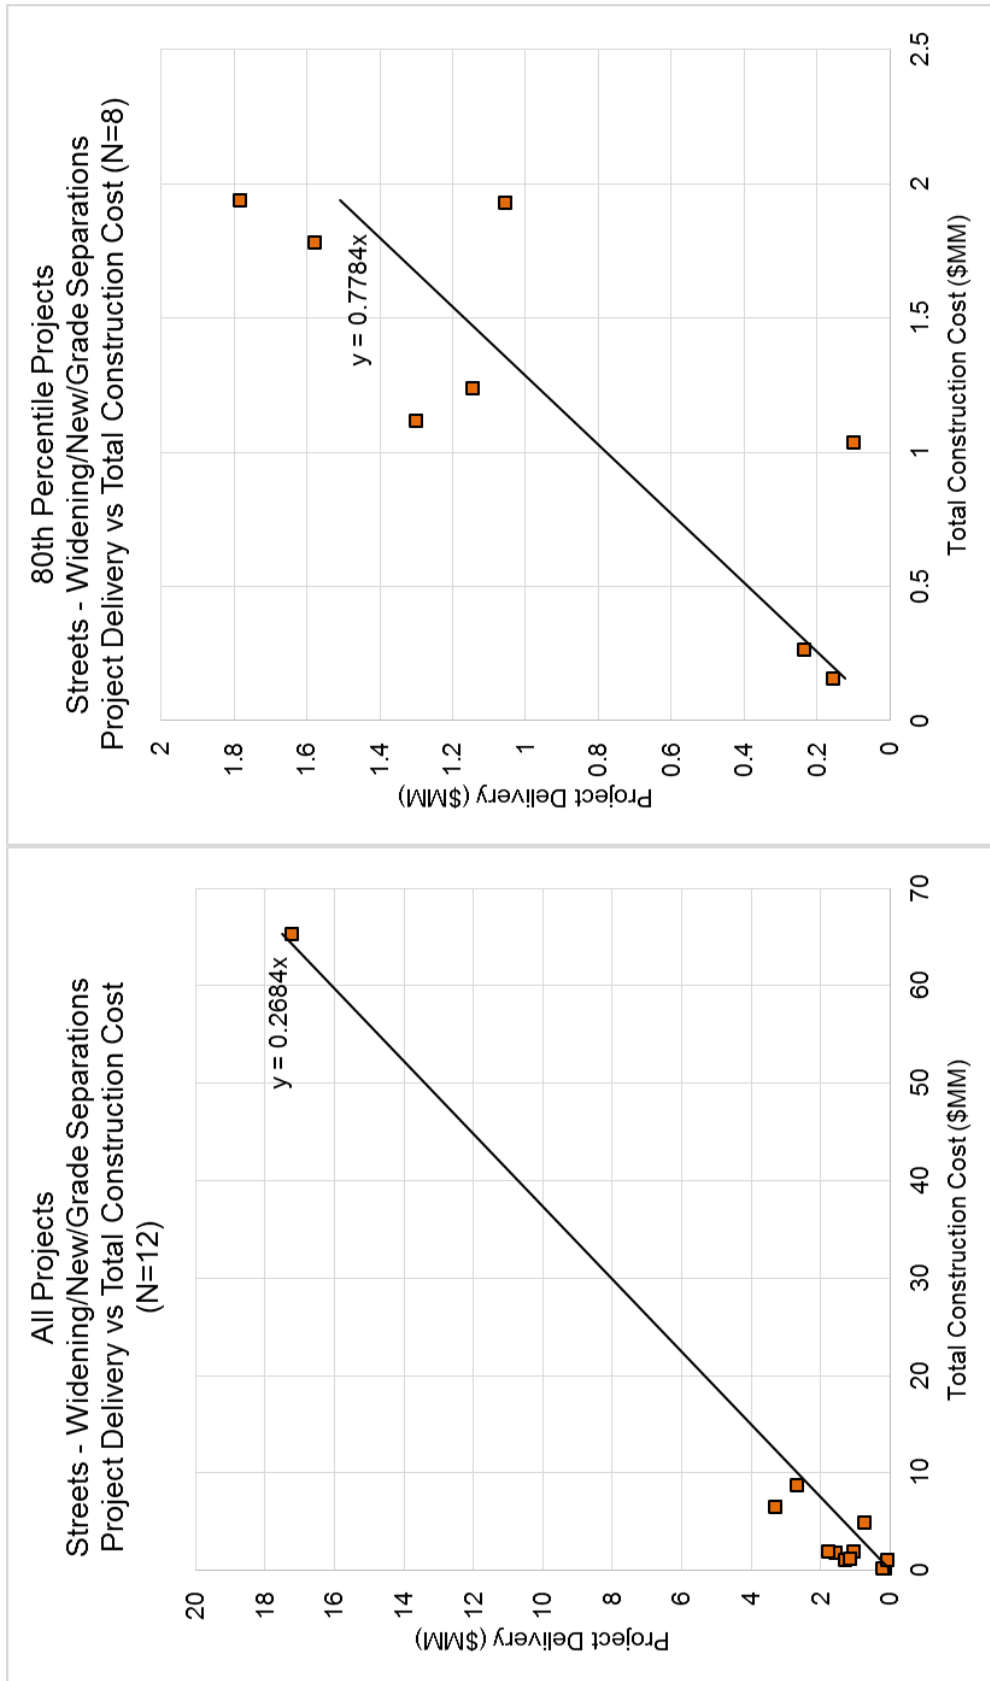 All Projects
Streets - Widening/New/Grade Separations
Project Delivery vs Total Construction Cost
(N=12)
Project Delivery ($MM)
20
18
16
14
12
10
8
6
4
2
0
y = 0.2684x
0 10 20 30 40 50 60 70
Total Construction Cost ($MM)
80th Percentile Projects
Streets - Widening/New/Grade Separations
Project Delivery vs Total Construction Cost (N=8)
Project Delivery ($MM)
2
1.8
1.6
1.4
1.2
1
0.8
0.6
0.4
0.2
0
y = 0.7784x
0 0.5 1 1.5 2 2.5
Total Construction Cost ($MM)